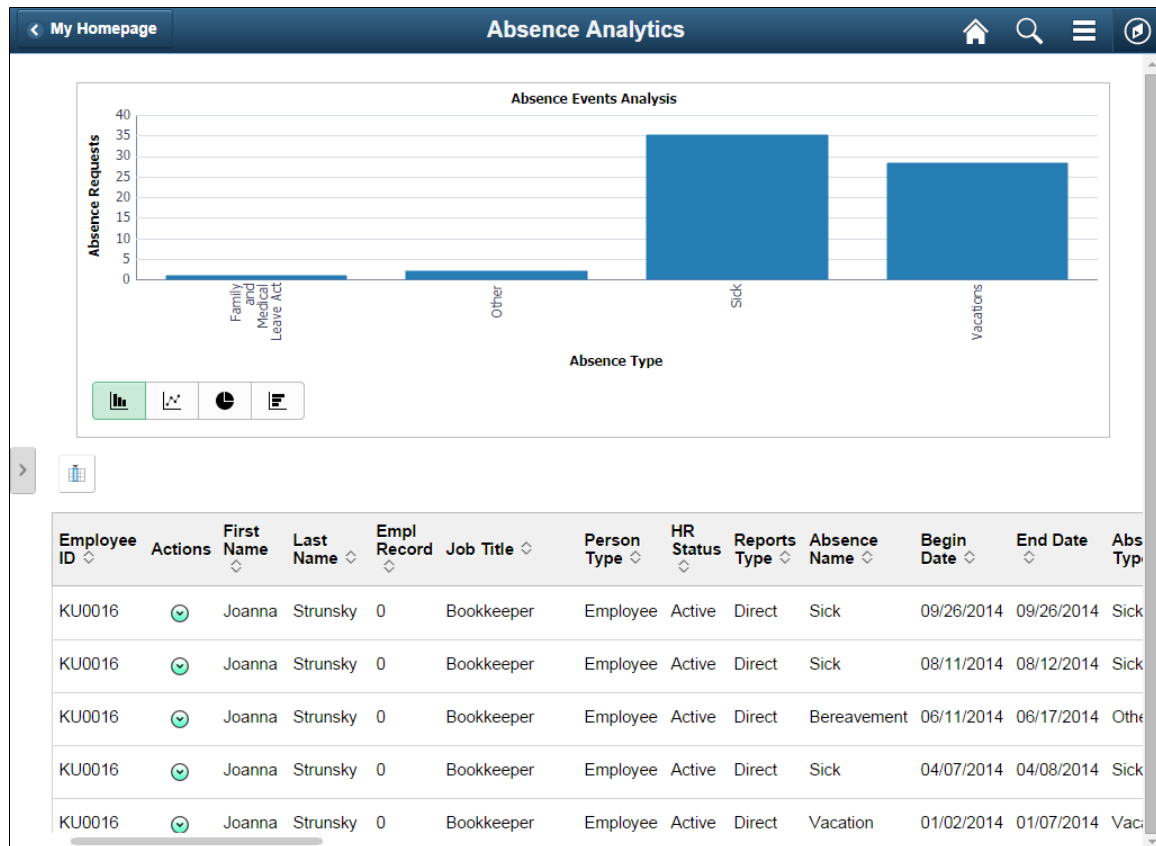 My Homepage
Absence Analytics
Absence Events Analysis
Absence Requests
40
35
30
25
20
15
10
5
0
Family
and
Medical
Leave Act
Other
Sick
Vacations
Absence Type
Employee ID Actions First Name Last Name Empl Record Job Title Person Type HR Status Reports Type Absence Name Begin Date End Date Abs Typ
KU0016 Joanna Strunsky 0 Bookkeeper Employee Active Direct Sick 09/26/2014 09/26/2014 Sick
KU0016 Joanna Strunsky 0 Bookkeeper Employee Active Direct Sick 08/11/2014 08/12/2014 Sick
KU0016 Joanna Strunsky 0 Bookkeeper Employee Active Direct Bereavement 06/11/2014 06/17/2014 Othe
KU0016 Joanna Strunsky 0 Bookkeeper Employee Active Direct Sick 04/07/2014 04/08/2014 Sick
KU0016 Joanna Strunsky 0 Bookkeeper Employee Active Direct Vacation 01/02/2014 01/07/2014 Vaca